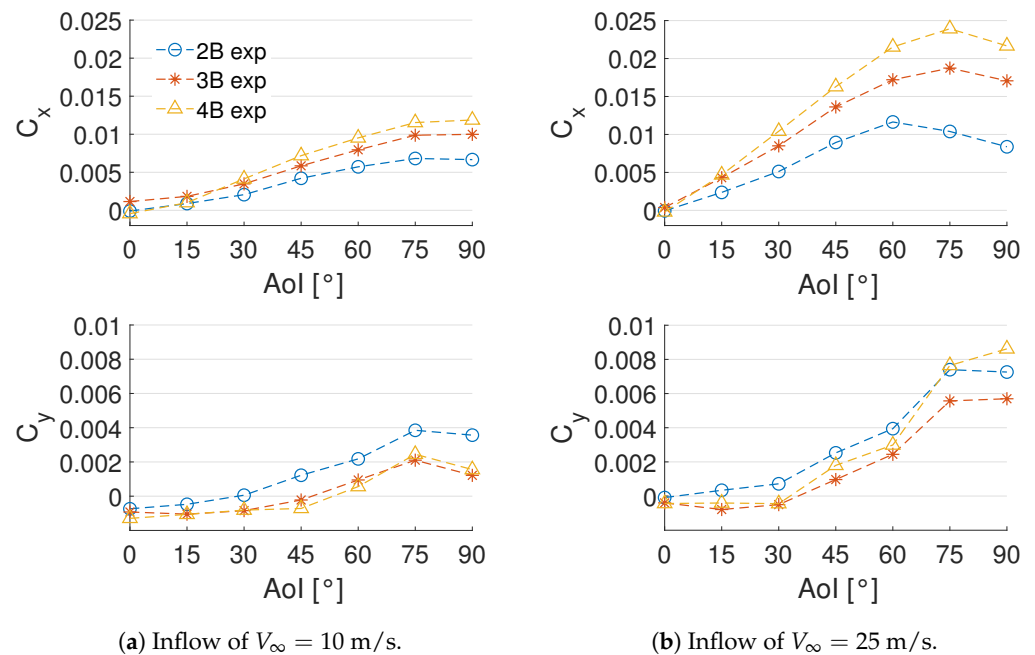 0.025
0.02
0.015
0.01
0.005
0
C_x
2B exp
3B exp
4B exp
0 15 30 45 60 75 90
AoI [°]
0.025
0.02
0.015
0.01
0.005
0
C_x
0 15 30 45 60 75 90
AoI [°]
0.01
0.008
0.006
0.004
0.002
0
C_y
0 15 30 45 60 75 90
AoI [°]
0.01
0.008
0.006
0.004
0.002
0
C_y
0 15 30 45 60 75 90
AoI [°]
(a) Inflow of V∞ = 10 m/s.
(b) Inflow of V∞ = 25 m/s.